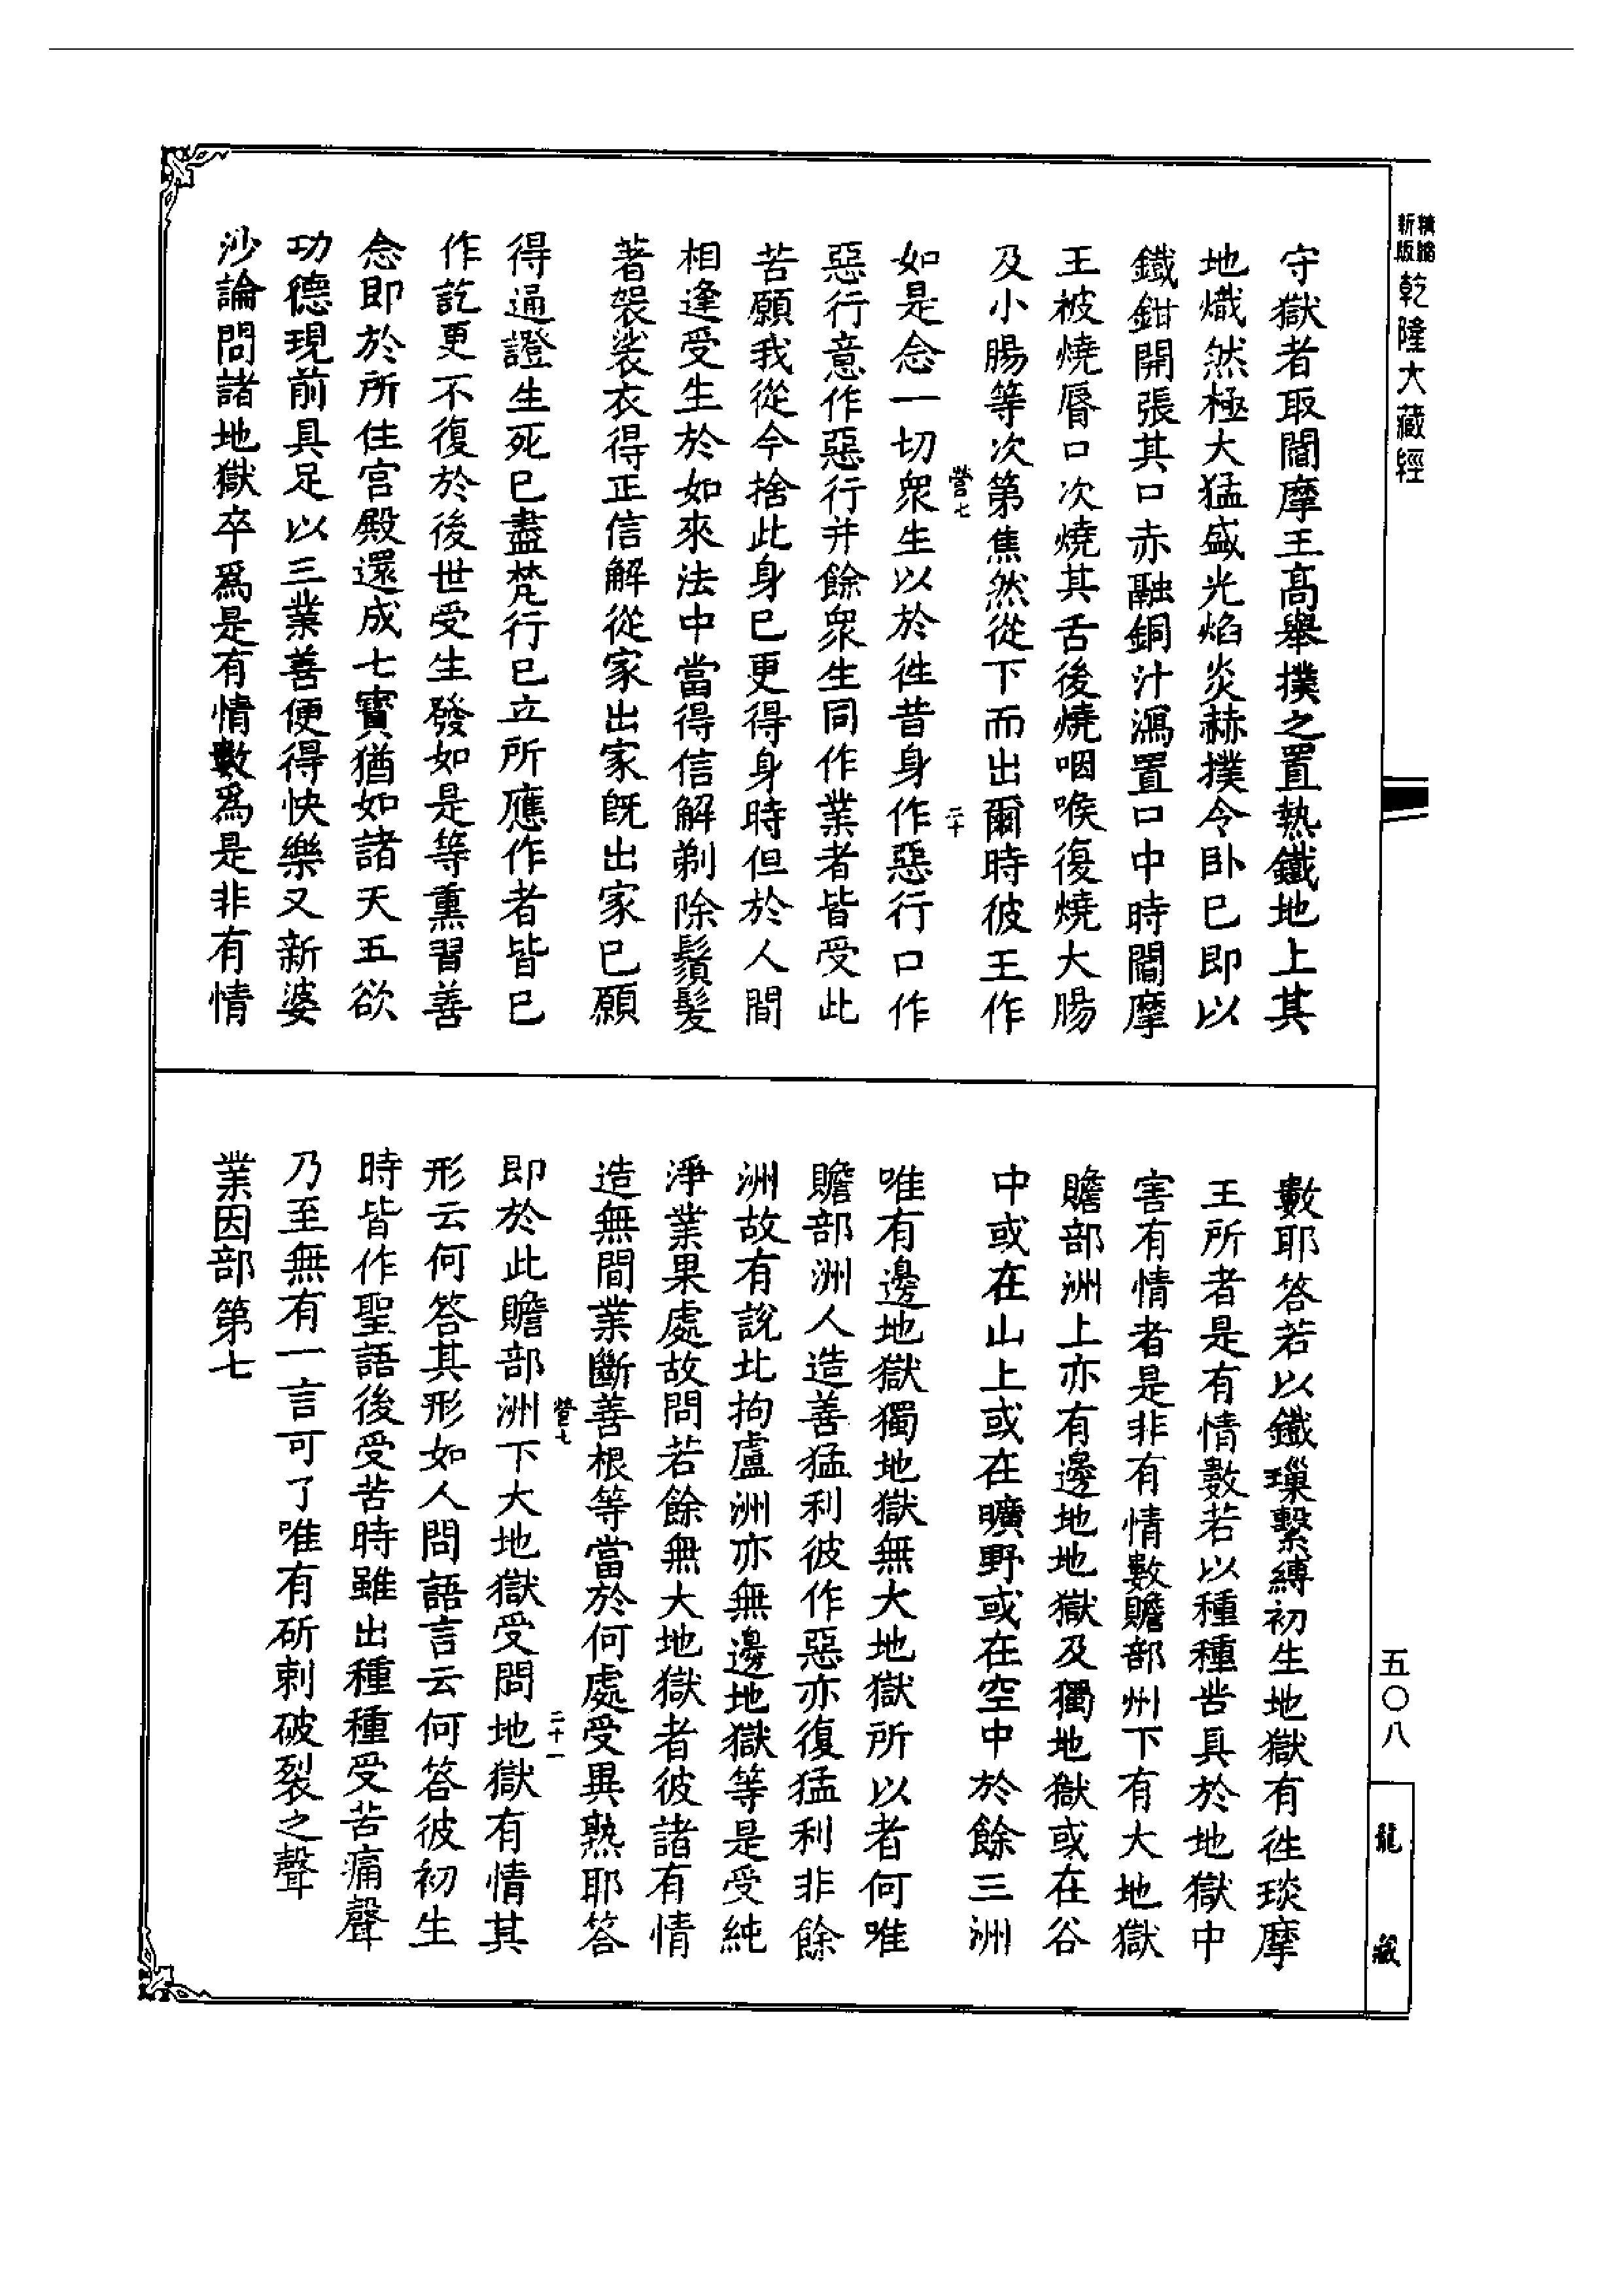 精縮新版乾隆大藏經
守獄者取閻摩王高舉撲之置熱鐵地上其
地熾然極大猛盛光焰炎赫撲令卧已即以
鐵鉗開張其口赤融銅汁瀉置口中時閻摩
王被燒脣口次燒其舌後燒咽喉復燒大腸
及小腸等次第焦然從下而出爾時彼王作
營七
二十
如是念一切眾生以於徃昔身作惡行口作
惡行意作惡行并餘眾生同作業者皆受此
苦願我從今捨此身已更得身時但於人間
相逢受生於如來法中當得信解剃除鬚髮
著袈裟衣得正信解從家出家既出家已願
得通證生死已盡梵行已立所應作者皆已
作訖更不復於後世受生發如是等熏習善
念即於所住宮殿還成七寶猶如諸天五欲
功德現前具足以三業善便得快樂又新婆
沙論問諸地獄卒為是有情數為是非有情
數耶答若以鐵璅繫縛初生地獄有徃琰摩
王所者是有情數若以種種苦具於地獄中
害有情者是非有情數贍部州下有大地獄
贍部洲上亦有邊地地獄及獨地獄或在谷
中或在山上或在曠野或在空中於餘三洲
唯有邊地獄獨地獄無大地獄所以者何唯
贍部洲人造善猛利彼作惡亦復猛利非餘
洲故有說北拘盧洲亦無邊地獄等是受純
淨業果處故問若餘無大地獄者彼諸有情
造無間業斷善根等當於何處受異熟耶答
營七
二十一
即於此贍部洲下大地獄受問地獄有情其
形云何答其形如人問語言云何答彼初生
時皆作聖語後受苦時雖出種種受苦痛聲
乃至無有一言可了唯有斫刺破裂之聲
業因部第七
五〇八
龍藏